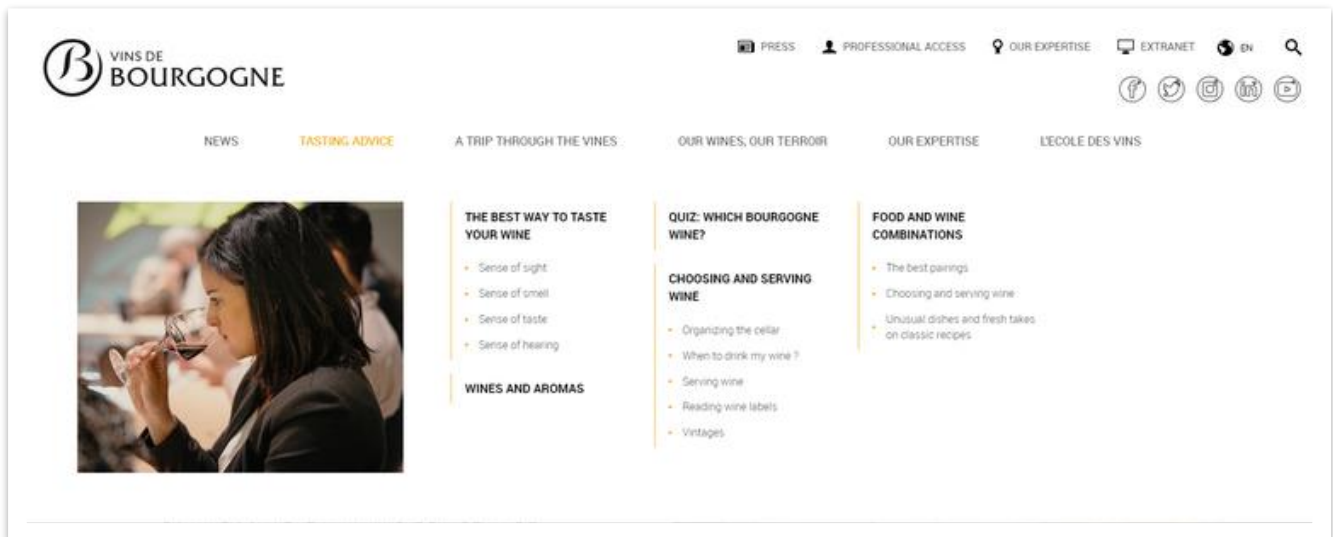 VINS DE
BOURGOGNE
PRESS
PROFESSIONAL ACCESS
OUR EXPERTISE
EXTRANET
EN
NEWS
TASTING ADVICE
A TRIP THROUGH THE VINES
OUR WINES, OUR TERROIR
OUR EXPERTISE
L'ECOLE DES VINS
THE BEST WAY TO TASTE
YOUR WINE
Sense of sight
Sense of smell
Sense of taste
Sense of hearing
WINES AND AROMAS
QUIZ: WHICH BOURGOGNE
WINE?
CHOOSING AND SERVING
WINE
Organizing the cellar
When to drink my wine ?
Serving wine
Reading wine labels
Vintages
FOOD AND WINE
COMBINATIONS
The best pairings
Choosing and serving wine
Unusual dishes and fresh takes
on classic recipes